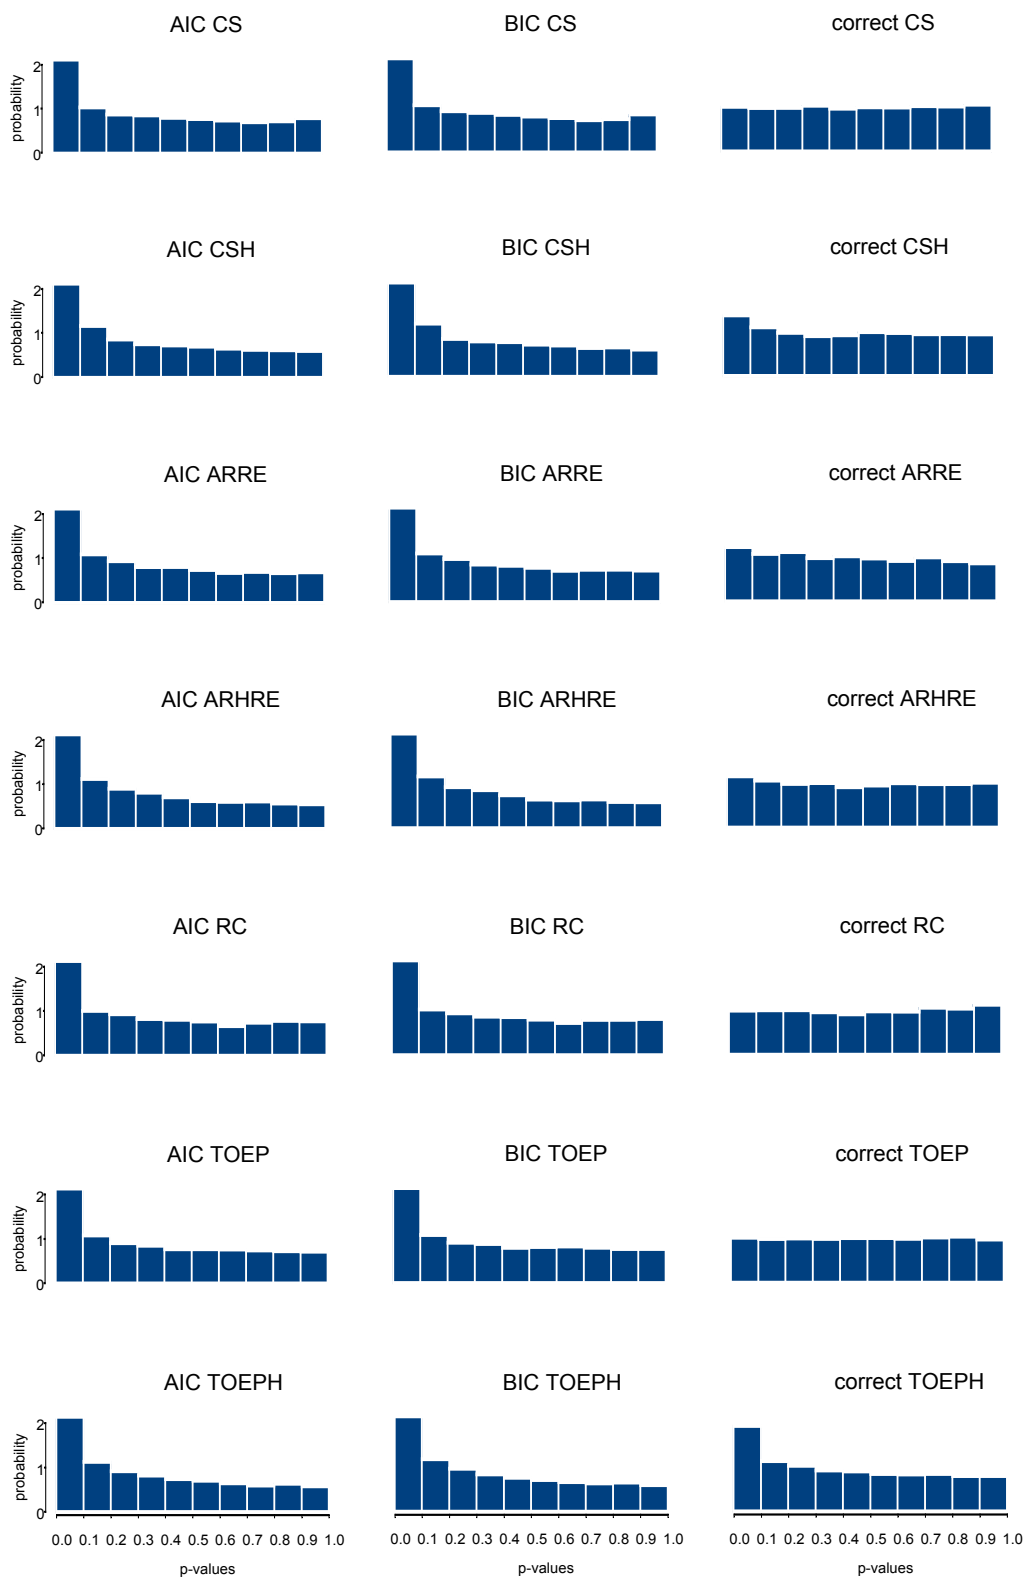 AIC CS BIC CS correct CS
probability
2
1
0
AIC CSH BIC CSH correct CSH
probability
2
1
0
AIC ARRE BIC ARRE correct ARRE
probability
2
1
0
AIC ARHRE BIC ARHRE correct ARHRE
probability
2
1
0
AIC RC BIC RC correct RC
probability
2
1
0
AIC TOEP BIC TOEP correct TOEP
probability
2
1
0
AIC TOEPH BIC TOEPH correct TOEPH
probability
2
1
0
0.0 0.1 0.2 0.3 0.4 0.5 0.6 0.7 0.8 0.9 1.0 0.0 0.1 0.2 0.3 0.4 0.5 0.6 0.7 0.8 0.9 1.0 0.0 0.1 0.2 0.3 0.4 0.5 0.6 0.7 0.8 0.9 1.0
p-values p-values p-values